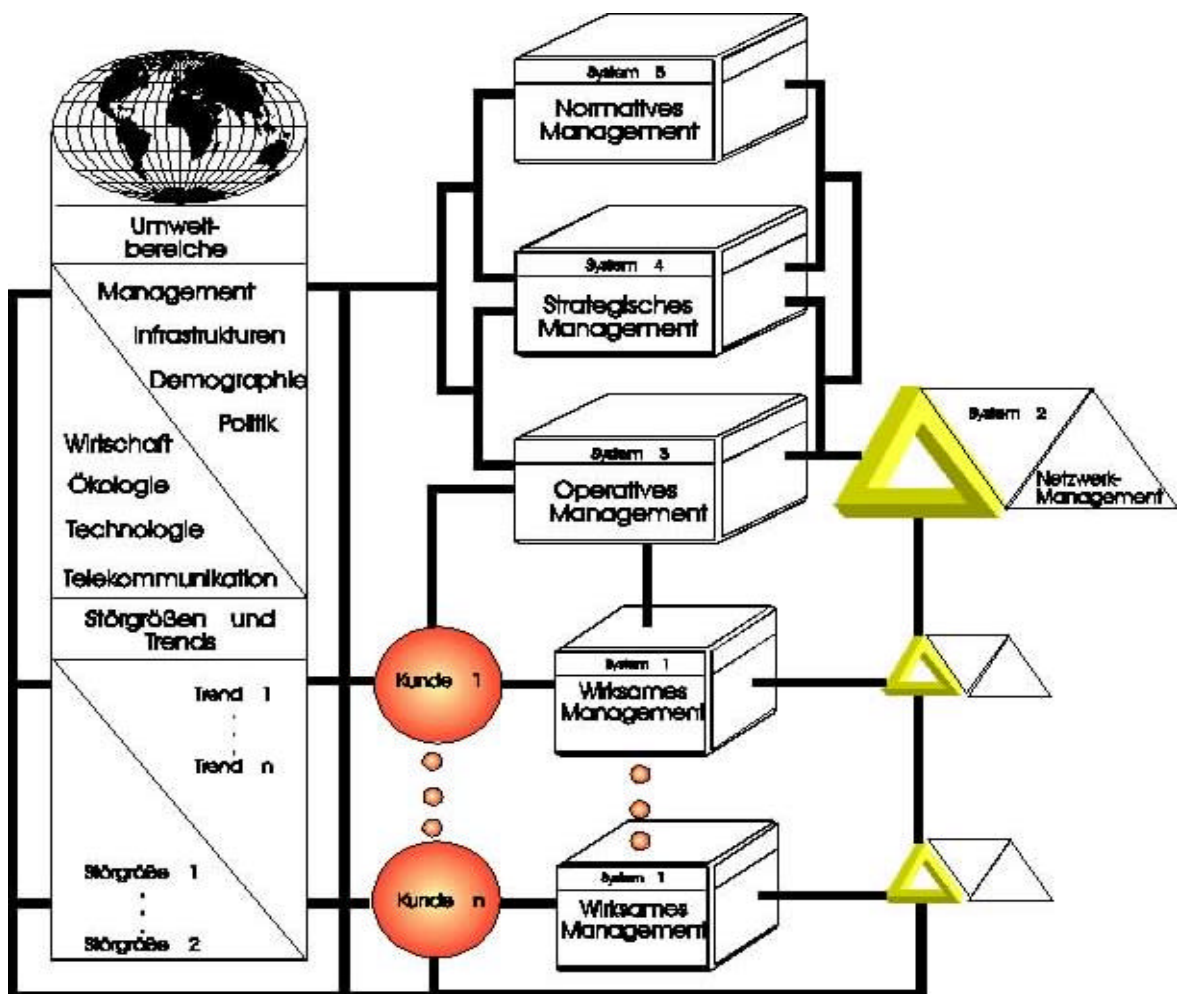 Umwelt-
bereiche
Management
Infrastrukturen
Demographie
Politik
Wirtschaft
Ökologie
Technologie
Telekommunikation
Störgrößen und
Trends
Trend 1
Trend n
Störgröße 1
Störgröße 2
System 5
Normatives
Management
System 4
Strategisches
Management
System 3
Operatives
Management
System 2
Netzwerk-
Management
Kunde 1
System 1
Wirksames
Management
Kunde n
System 1
Wirksames
Management